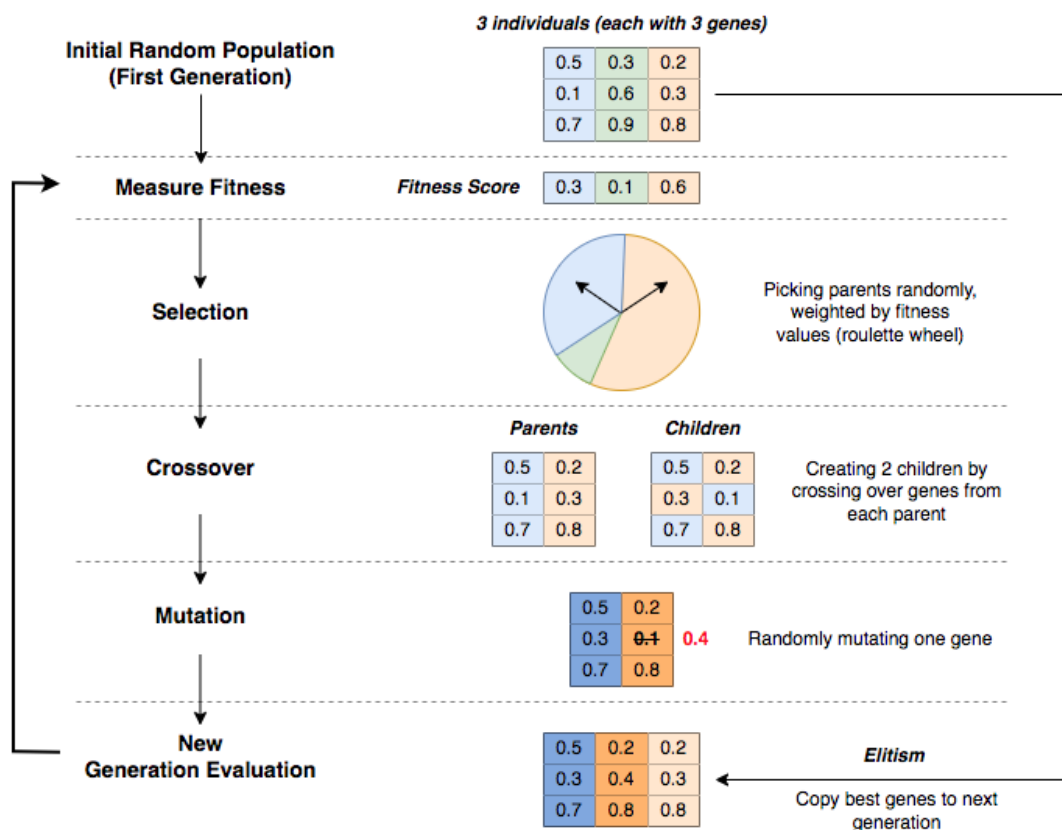 3 individuals (each with 3 genes)
Initial Random Population
(First Generation)
0.5 0.3 0.2
0.1 0.6 0.3
0.7 0.9 0.8
Measure Fitness
Fitness Score
0.3 0.1 0.6
Selection
Picking parents randomly,
weighted by fitness
values (roulette wheel)
Crossover
Parents
0.5 0.2
0.1 0.3
0.7 0.8
Children
0.5 0.2
0.3 0.1
0.7 0.8
Creating 2 children by
crossing over genes from
each parent
Mutation
0.5 0.2
0.3 0.1 0.4
0.7 0.8
Randomly mutating one gene
New
Generation Evaluation
0.5 0.2 0.2
0.3 0.4 0.3
0.7 0.8 0.8
Elitism
Copy best genes to next
generation